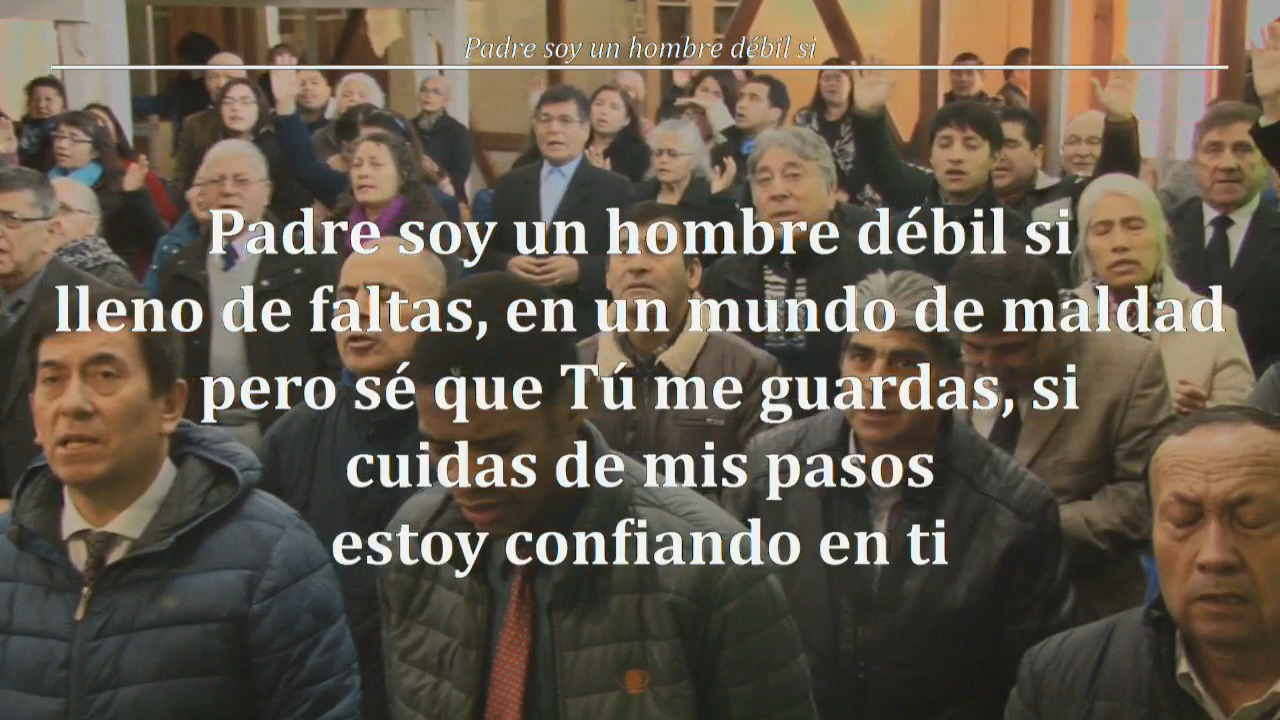 Padre soy un hombre débil si
Padre soy un hombre débil si
lleno de faltas, en un mundo de maldad
pero sé que Tú me guardas, si
cuidas de mis pasos
estoy confiando en ti